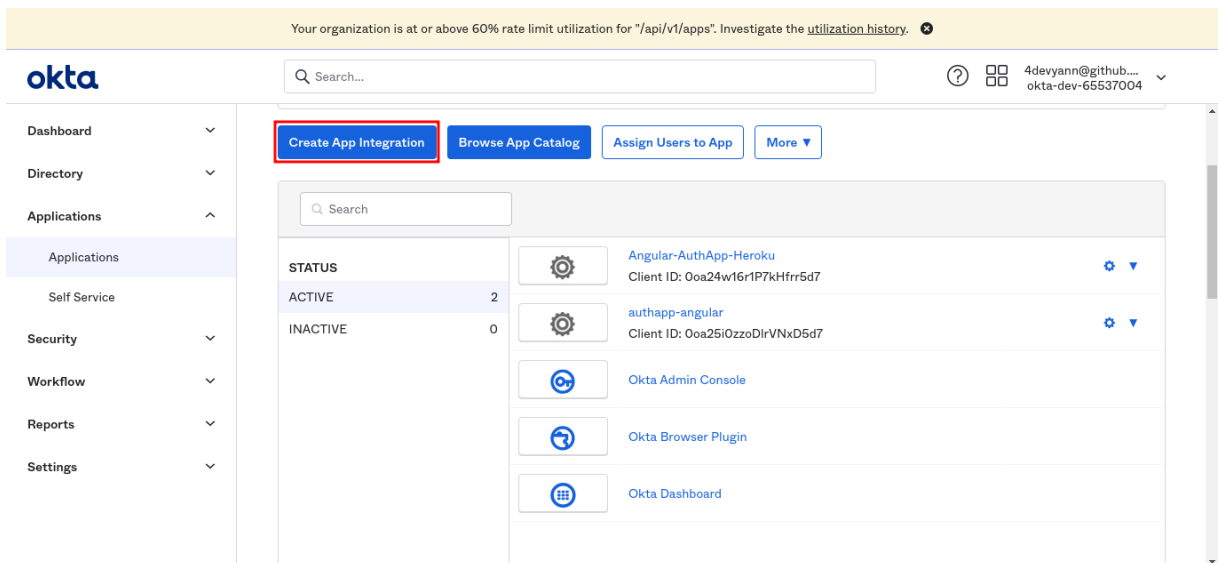 Your organization is at or above 60% rate limit utilization for "/api/v1/apps". Investigate the utilization history.
okta
Search...
4devyann@github....
okta-dev-65537004
Dashboard
Directory
Applications
Applications
Self Service
Security
Workflow
Reports
Settings
Create App Integration
Browse App Catalog
Assign Users to App
More ▼
Search
STATUS
ACTIVE 2
INACTIVE 0
Angular-AuthApp-Heroku
Client ID: 0oa24w16r1P7kHfrr5d7
authapp-angular
Client ID: 0oa25i0zzoDlrVNxD5d7
Okta Admin Console
Okta Browser Plugin
Okta Dashboard